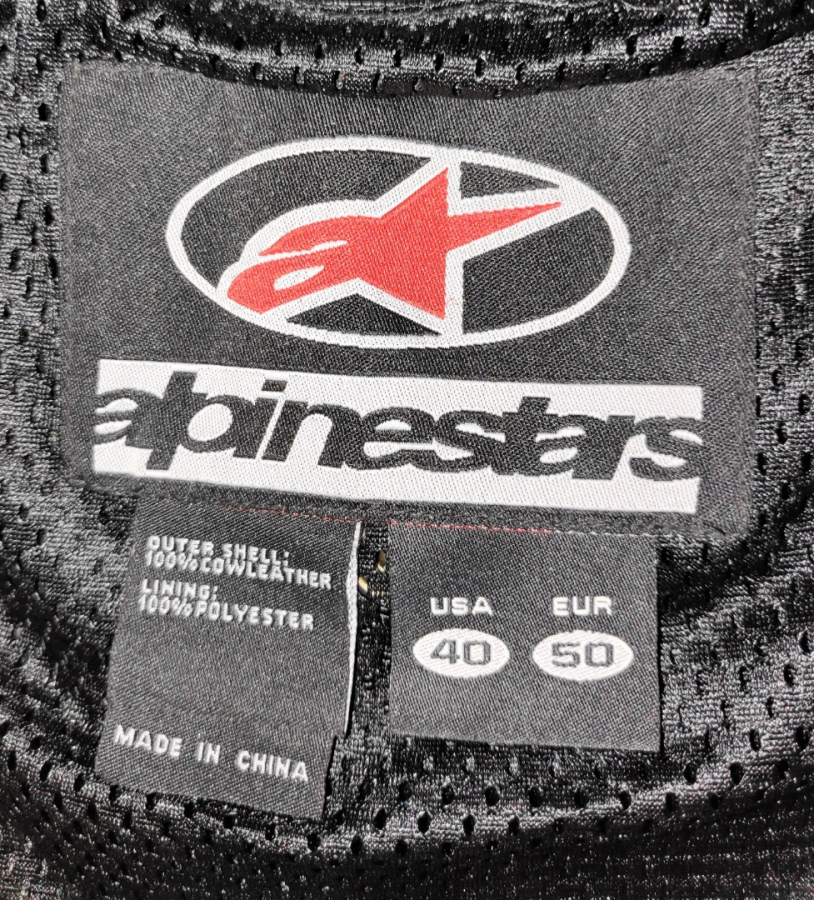 alpinestars
OUTER SHELL:
100%COWLEATHER
LINING:
100%POLYESTER
MADE IN CHINA
USA EUR
40 50